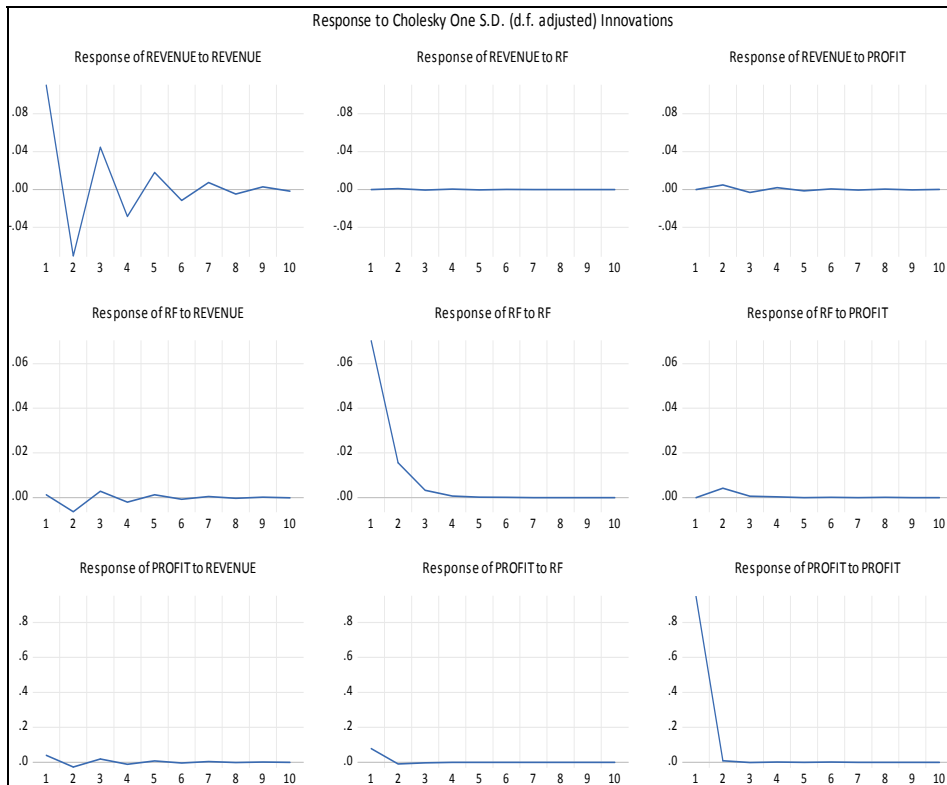 Response to Cholesky One S.D. (d.f. adjusted) Innovations
Response of REVENUE to REVENUE
Response of REVENUE to RF
Response of REVENUE to PROFIT
.08
.04
.00
-.04
1 2 3 4 5 6 7 8 9 10
.08
.04
.00
-.04
1 2 3 4 5 6 7 8 9 10
.08
.04
.00
-.04
1 2 3 4 5 6 7 8 9 10
Response of RF to REVENUE
Response of RF to RF
Response of RF to PROFIT
.06
.04
.02
.00
1 2 3 4 5 6 7 8 9 10
.06
.04
.02
.00
1 2 3 4 5 6 7 8 9 10
.06
.04
.02
.00
1 2 3 4 5 6 7 8 9 10
Response of PROFIT to REVENUE
Response of PROFIT to RF
Response of PROFIT to PROFIT
.8
.6
.4
.2
.0
1 2 3 4 5 6 7 8 9 10
.8
.6
.4
.2
.0
1 2 3 4 5 6 7 8 9 10
.8
.6
.4
.2
.0
1 2 3 4 5 6 7 8 9 10